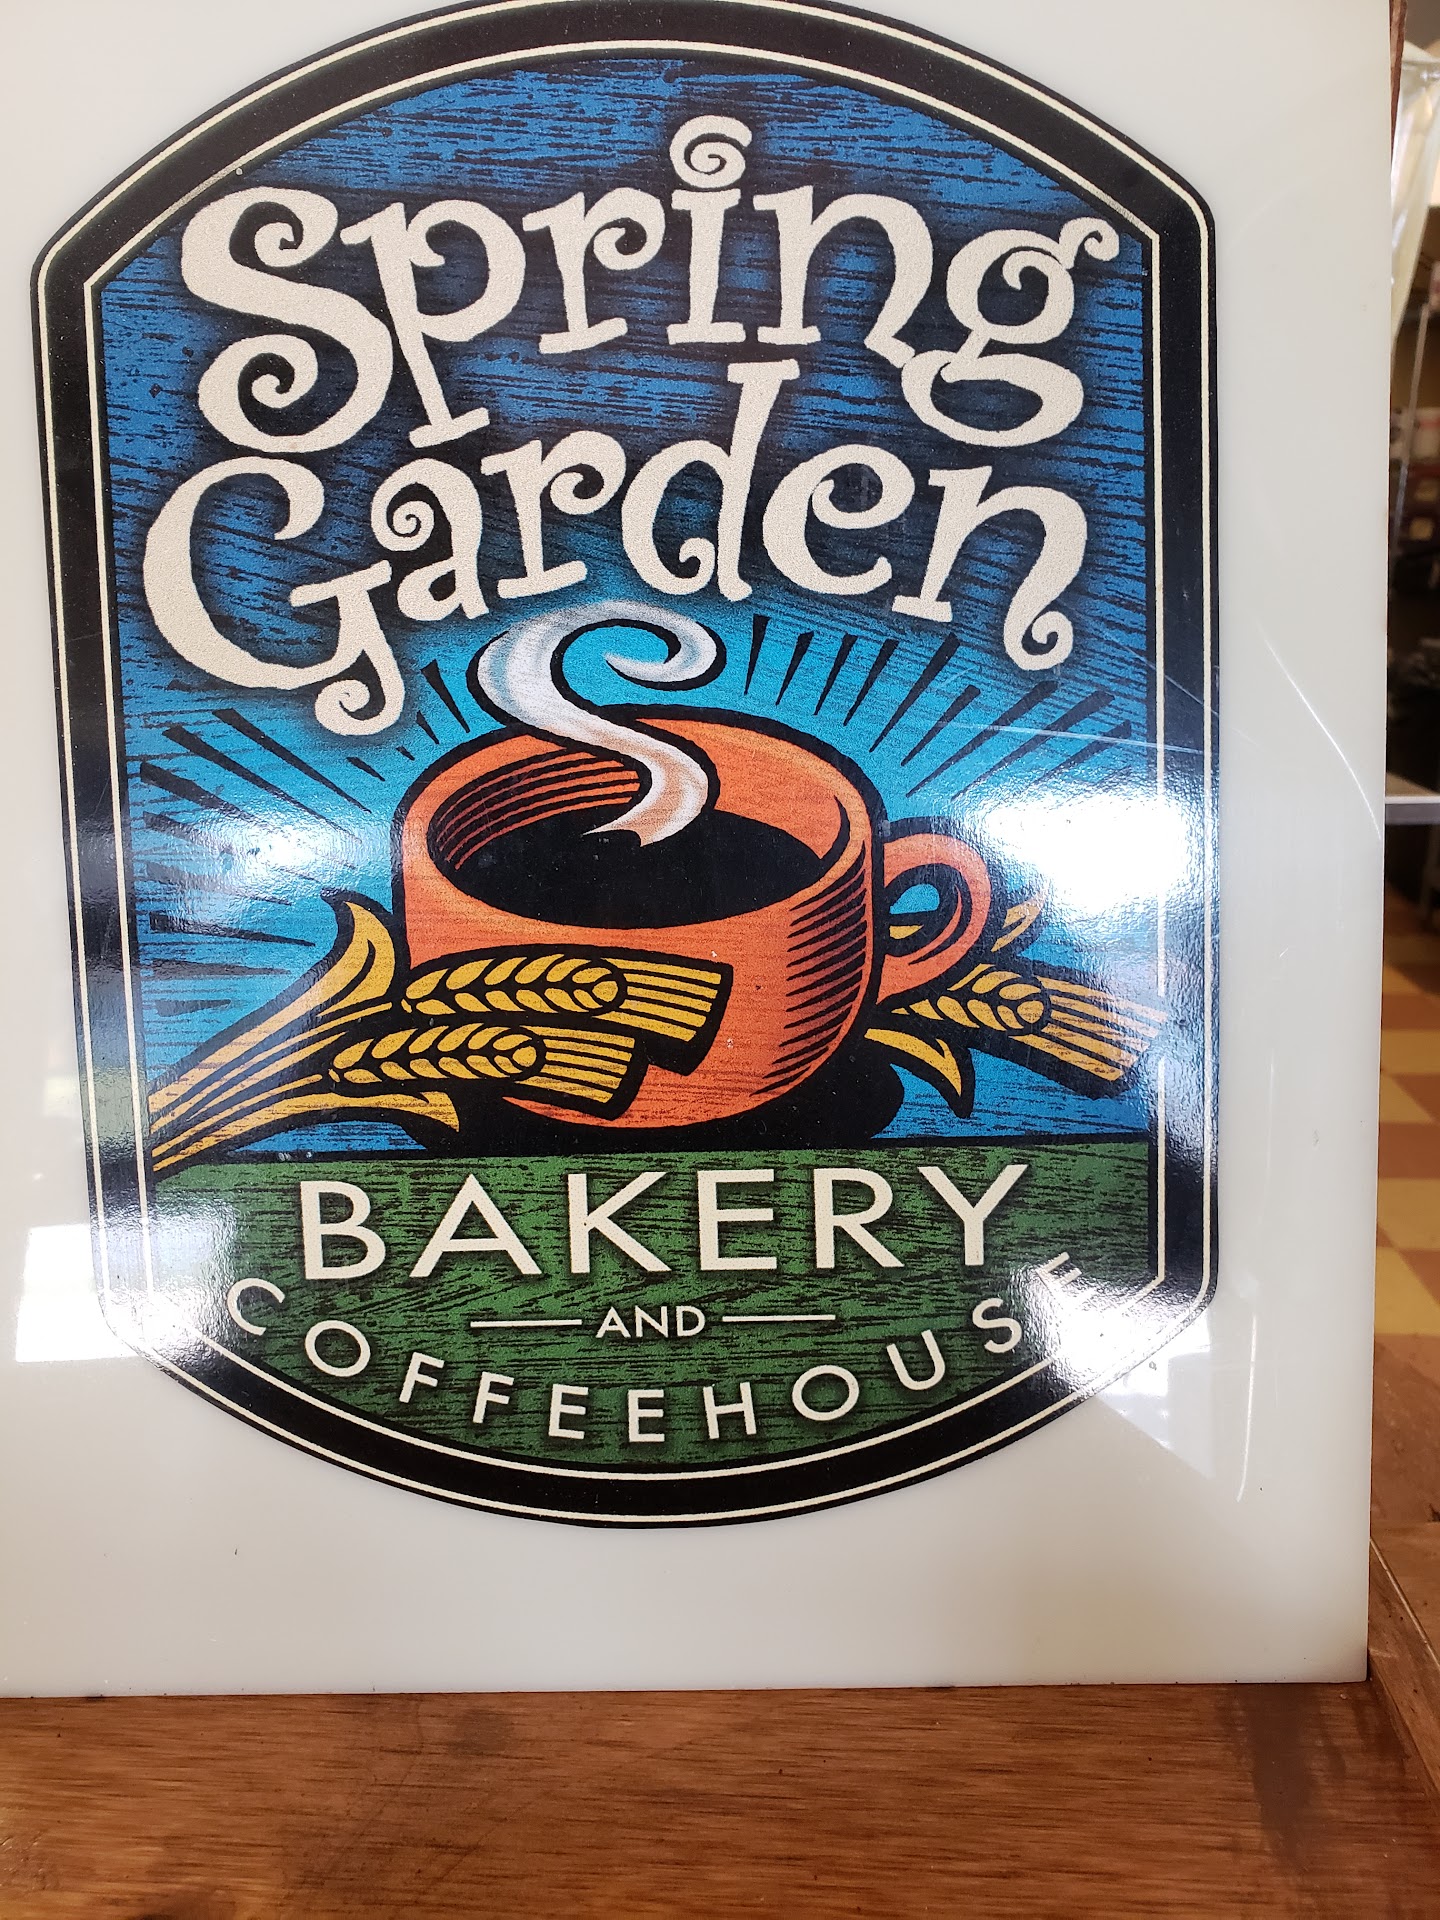 Spring
Garden
BAKERY
AND
COFFEEHOUSE